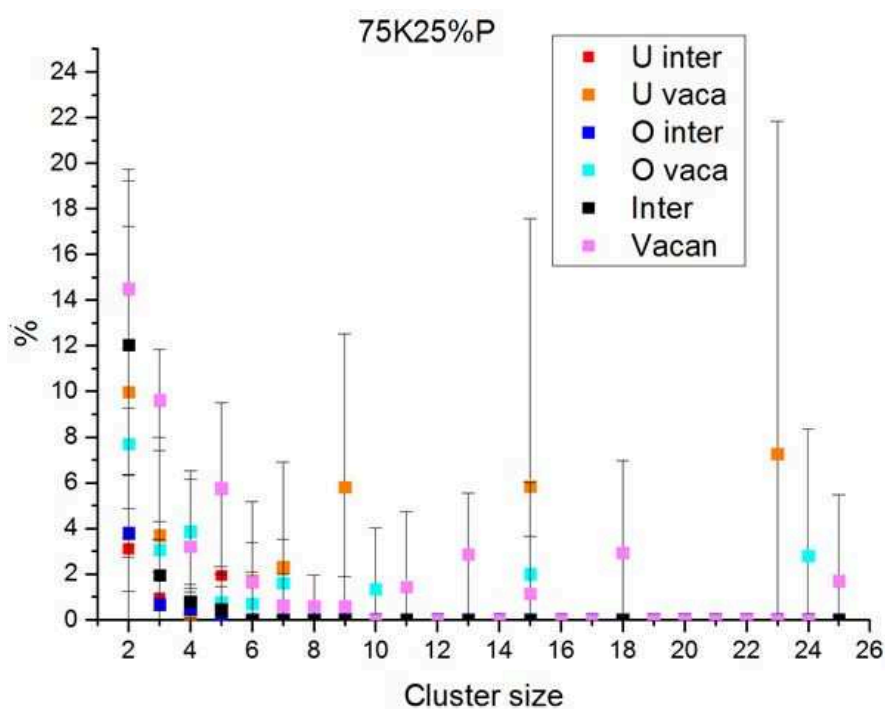 75K25%P
24
22
20
18
16
14
12
10
8
6
4
2
0
%
U inter
U vaca
O inter
O vaca
Inter
Vacan
2 4 6 8 10 12 14 16 18 20 22 24 26
Cluster size